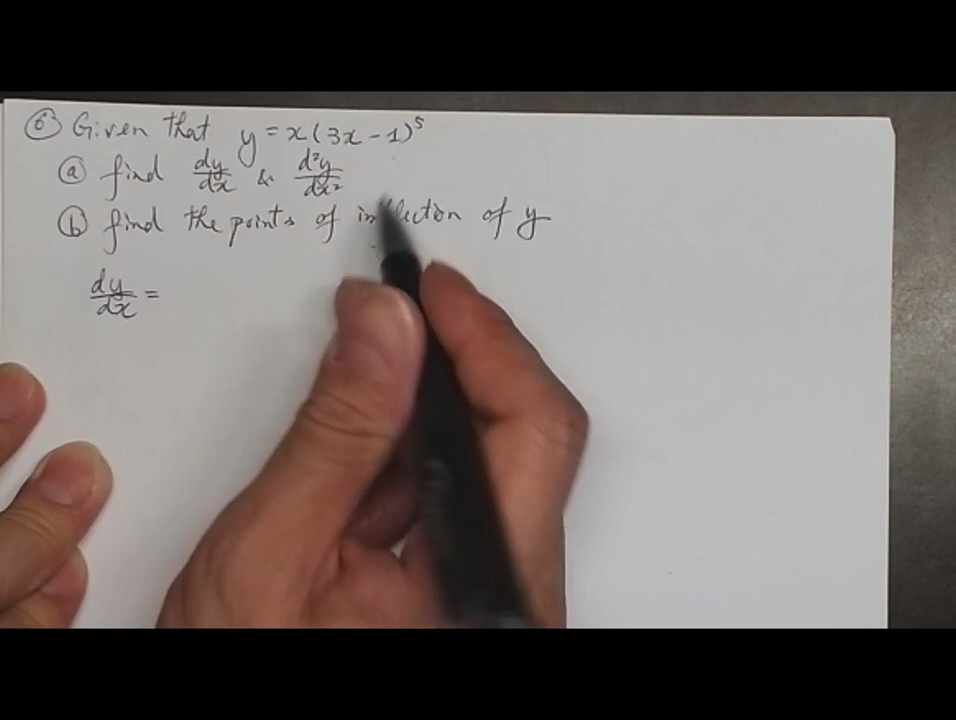 ⑥ Given that y = x(3x - 1)⁵
ⓐ find dy/dx & d²y/dx²
ⓑ find the points of inflection of y
dy/dx =